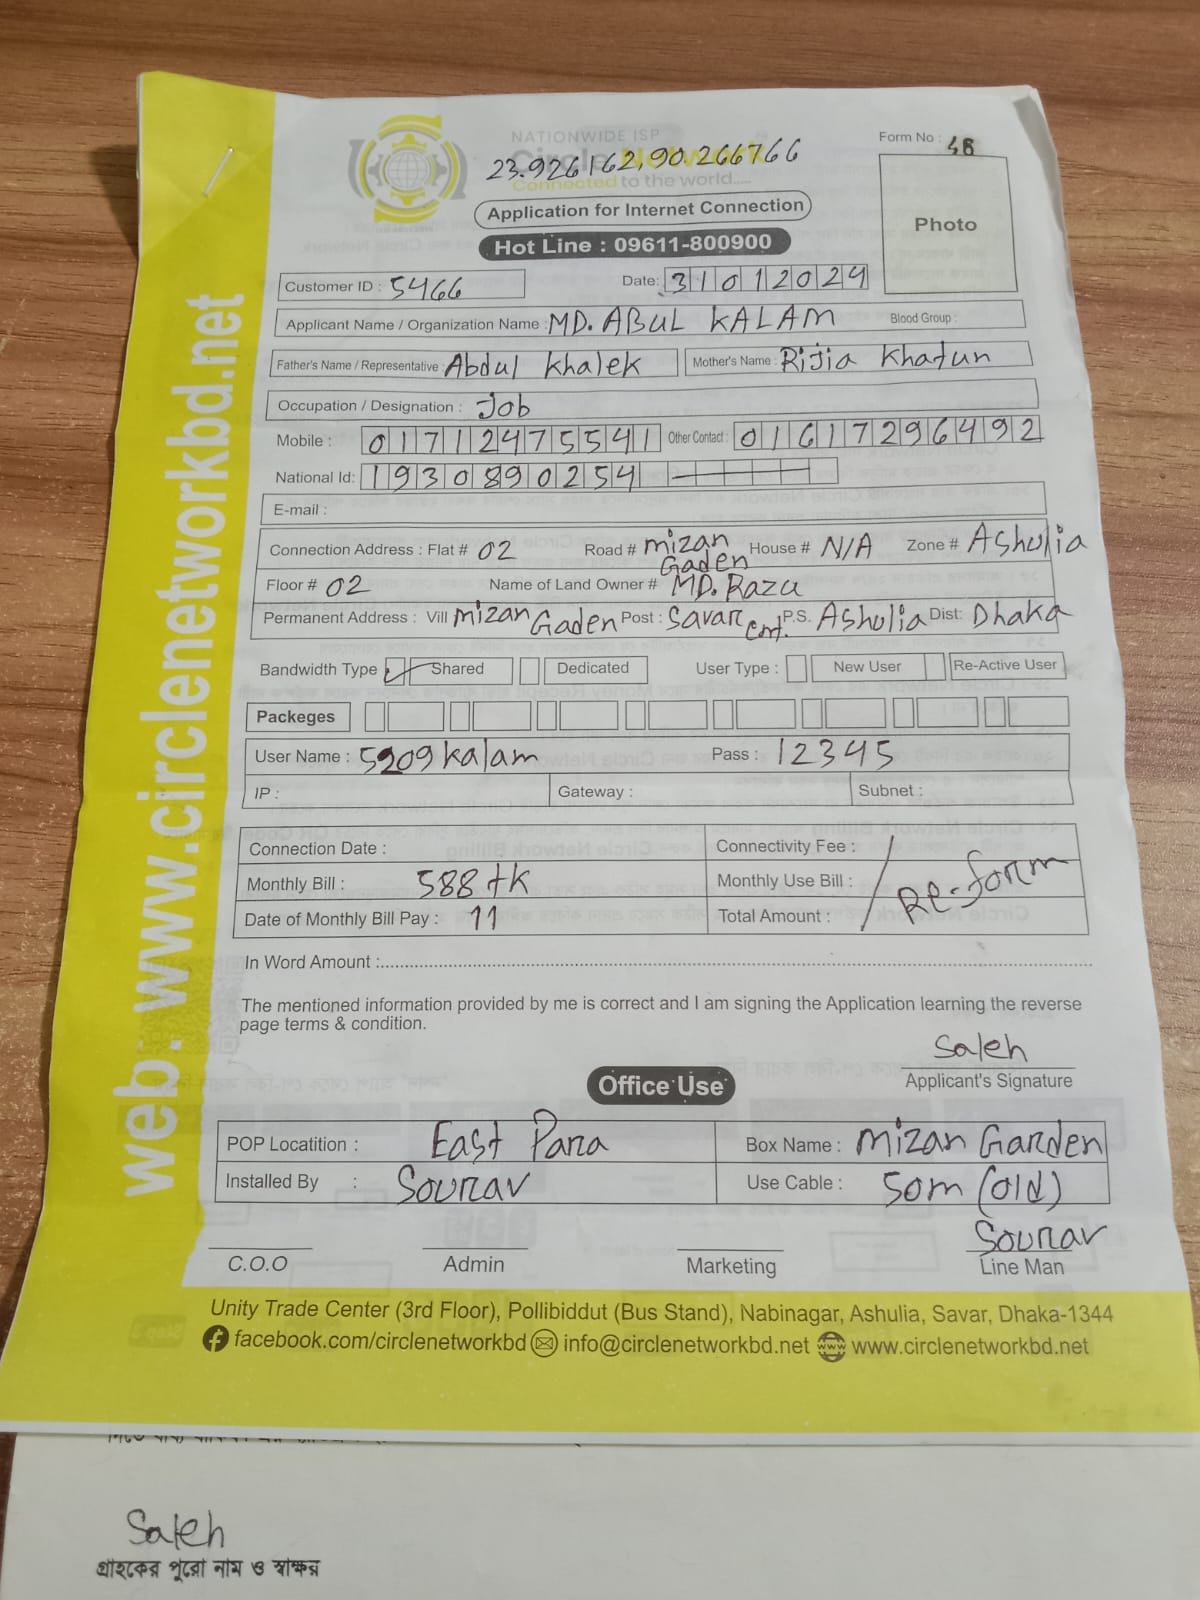 NATIONWIDE ISP
Circle Network
23.926162,90.266766
Connected to the world.....
Form No : 48
Application for Internet Connection
Photo
Hot Line : 09611-800900
Customer ID : 5466
Date: 31012024
Applicant Name / Organization Name : MD. ABUL KALAM Blood Group :
Father's Name / Representative : Abdul Khalek Mother's Name : Rijia Khatun
Occupation / Designation : Job
Mobile : 01712475541 Other Contact : 01617296492
National Id: 1930890254
E-mail :
Connection Address : Flat # 02 Road # mizan Gaden House # N/A Zone # Ashulia
Floor # 02 Name of Land Owner # MD. Razu
Permanent Address : Vill mizan Gaden Post : Savar Cnt. P.S. Ashulia Dist: Dhaka
Bandwidth Type Shared Dedicated User Type : New User Re-Active User
Packeges
User Name : 5209kalam Pass : 12345
IP : Gateway : Subnet :
Connection Date : Connectivity Fee :
Monthly Bill : 588 tk Monthly Use Bill : Re-form
Date of Monthly Bill Pay : 11 Total Amount :
In Word Amount :
The mentioned information provided by me is correct and I am signing the Application learning the reverse
page terms & condition.
Saleh
Applicant's Signature
Office Use
POP Locatition : East Para Box Name : Mizan Garden
Installed By : Sourav Use Cable : 50m (old)
Sourav
C.O.O Admin Marketing Line Man
Unity Trade Center (3rd Floor), Pollibiddut (Bus Stand), Nabinagar, Ashulia, Savar, Dhaka-1344
facebook.com/circlenetworkbd info@circlenetworkbd.net www.circlenetworkbd.net
web: www.circlenetworkbd.net
Saleh
গ্রাহকের পুরো নাম ও স্বাক্ষর